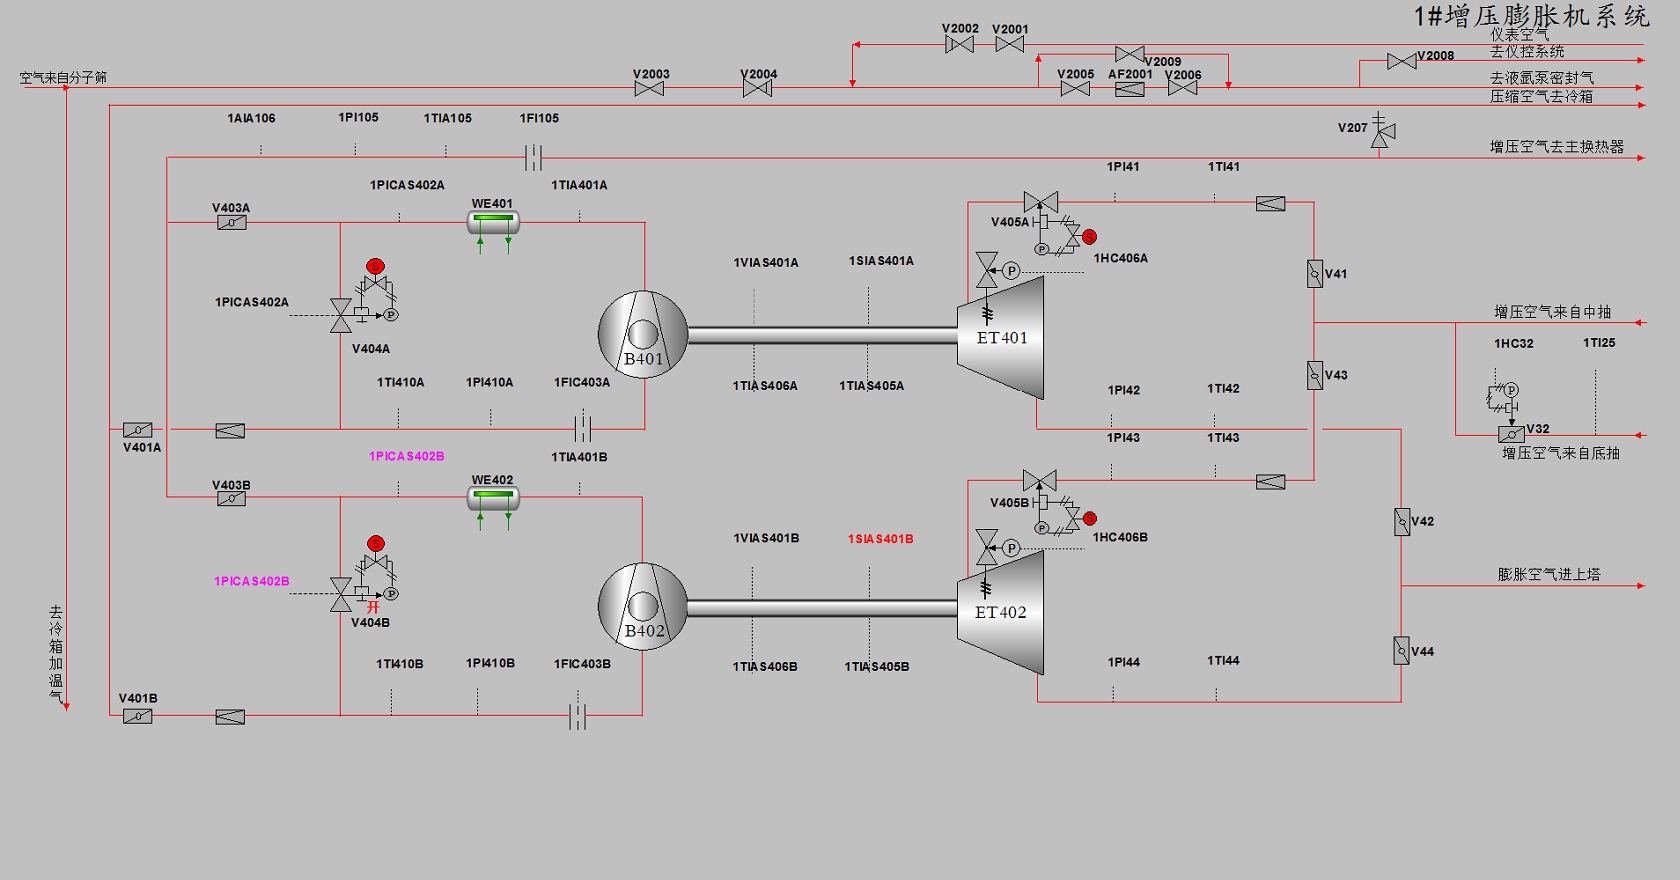 1#增压膨胀机系统
V2002
V2001
仪表空气
去仪控系统
V2009
V2008
空气来自分子筛
V2003
V2004
V2005
AF2001
V2006
去液氩泵密封气
压缩空气去冷箱
1AIA106
1PI105
1TIA105
1FI105
V207
增压空气去主换热器
1PICAS402A
1TIA401A
1PI41
1TI41
V403A
WE401
V405A
S
P
1HC406A
1VIAS401A
1SIAS401A
P
S
V41
1PICAS402A
P
增压空气来自中抽
V404A
B401
ET401
1HC32
1TI25
1TI410A
1PI410A
1FIC403A
1TIAS406A
1TIAS405A
1PI42
1TI42
V43
P
V401A
V32
增压空气来自底抽
1PICAS402B
1TIA401B
1PI43
1TI43
V403B
WE402
V405B
S
P
1HC406B
V42
1VIAS401B
1SIAS401B
P
S
1PICAS402B
P
开
膨胀空气进上塔
V404B
B402
ET402
去冷箱加温气
1TI410B
1PI410B
1FIC403B
1TIAS406B
1TIAS405B
1PI44
1TI44
V44
V401B